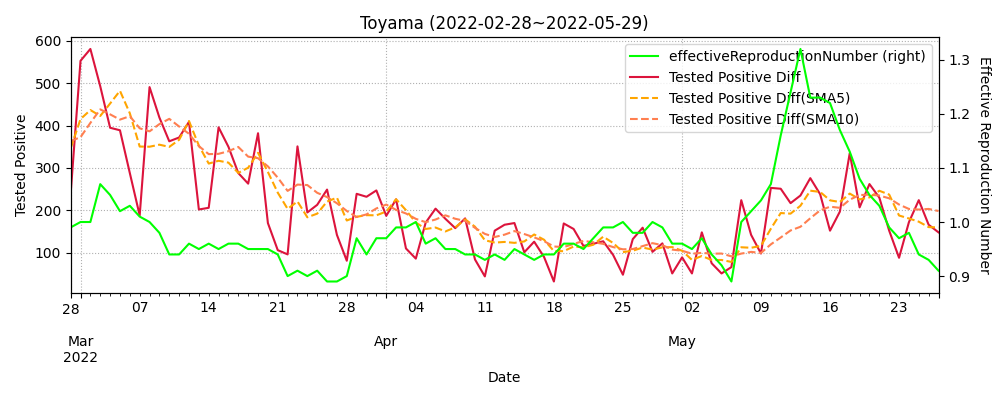 Toyama (2022-02-28~2022-05-29)
effectiveReproductionNumber (right)
Tested Positive Diff
Tested Positive Diff(SMA5)
Tested Positive Diff(SMA10)
Tested Positive
600
500
400
300
200
100
Effective Reproduction Number
1.3
1.2
1.1
1.0
0.9
28 07 14 21 28 04 11 18 25 02 09 16 23
Mar Apr May
2022
Date